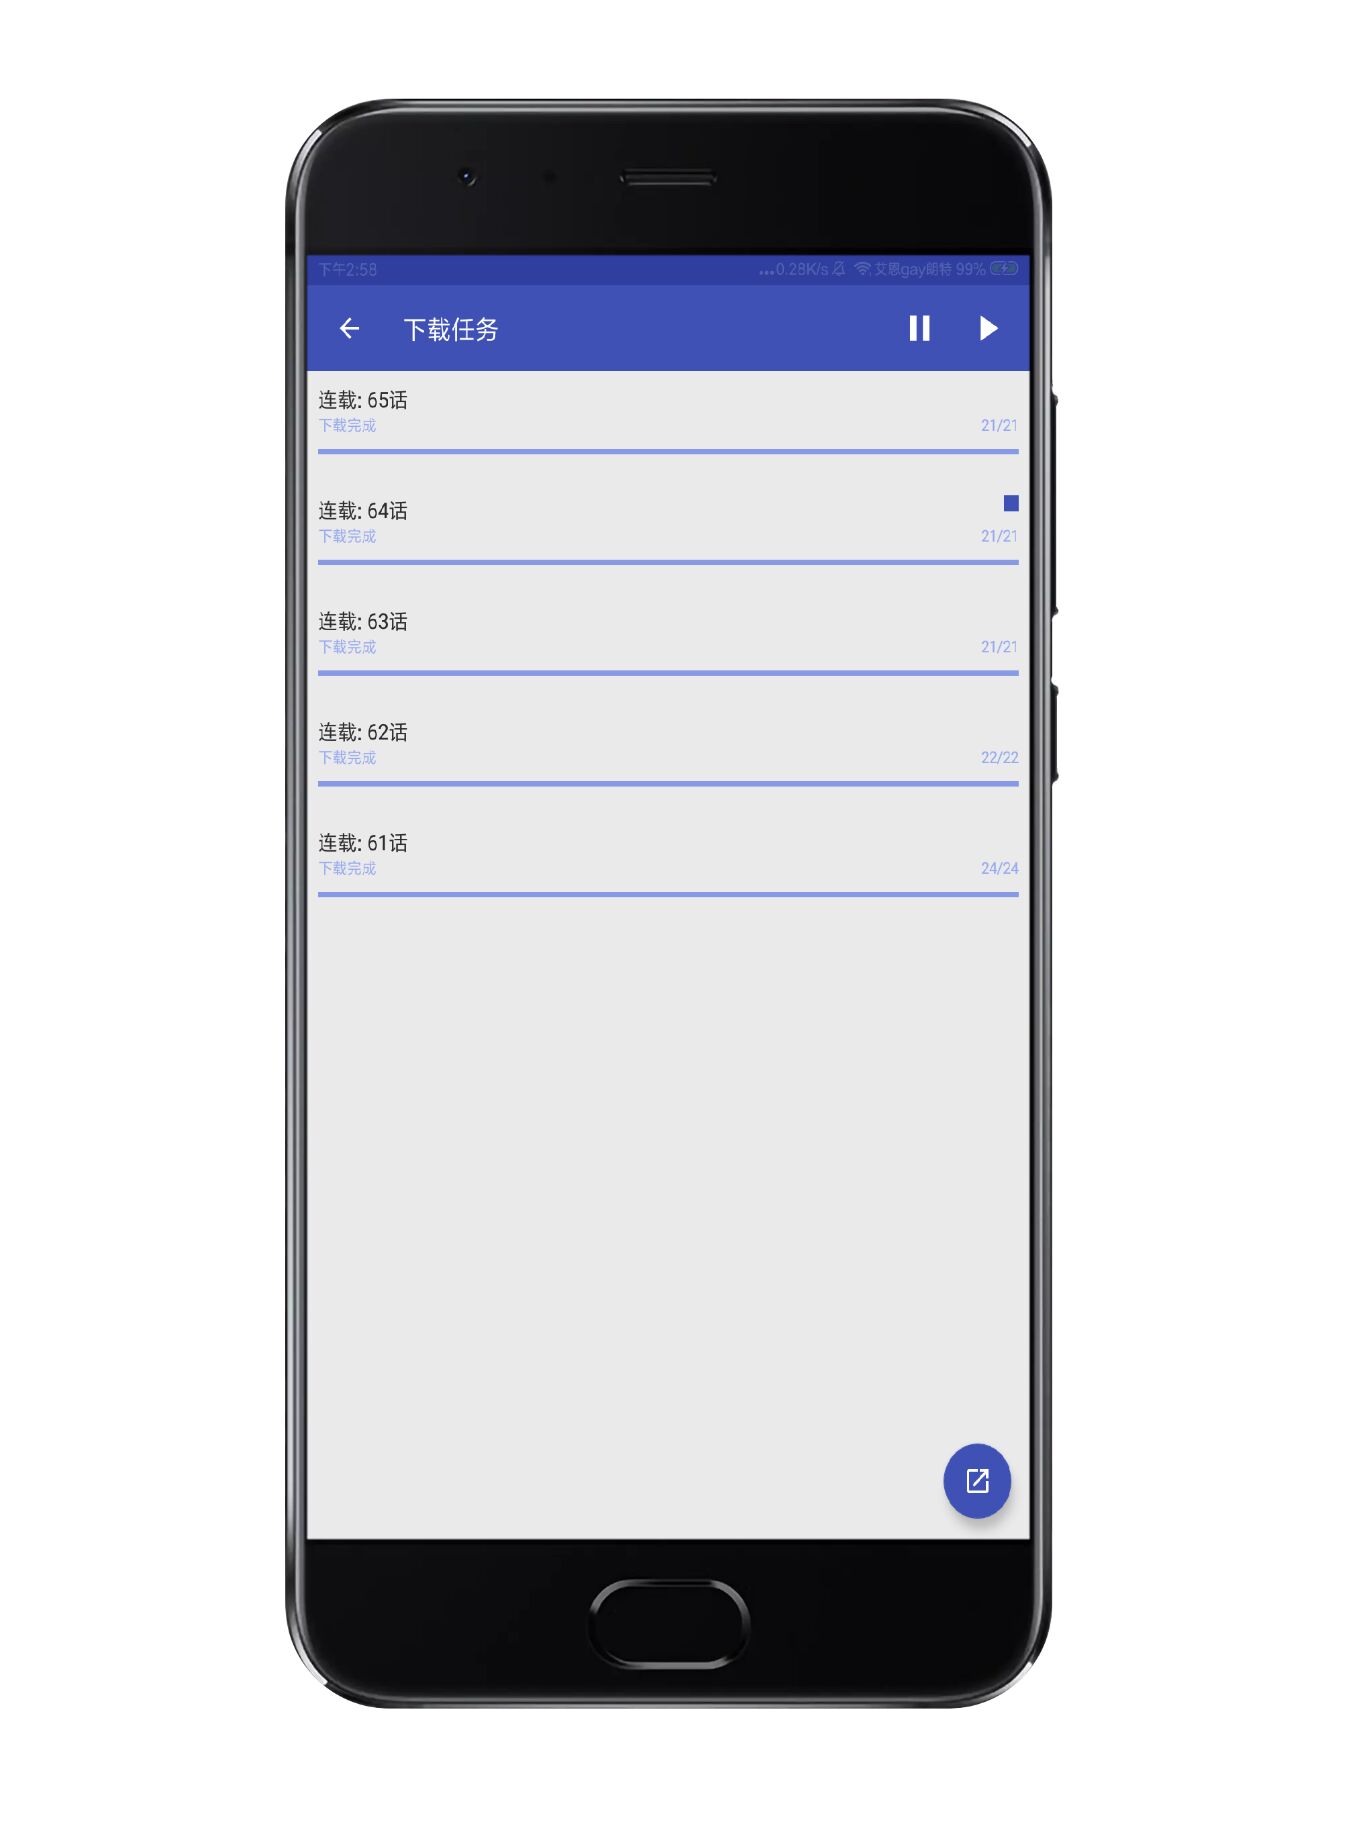 下午2:58 ...0.28K/s 艾恩gay朗特 99%
下载任务
连载: 65话
下载完成 21/21
连载: 64话
下载完成 21/21
连载: 63话
下载完成 21/21
连载: 62话
下载完成 22/22
连载: 61话
下载完成 24/24